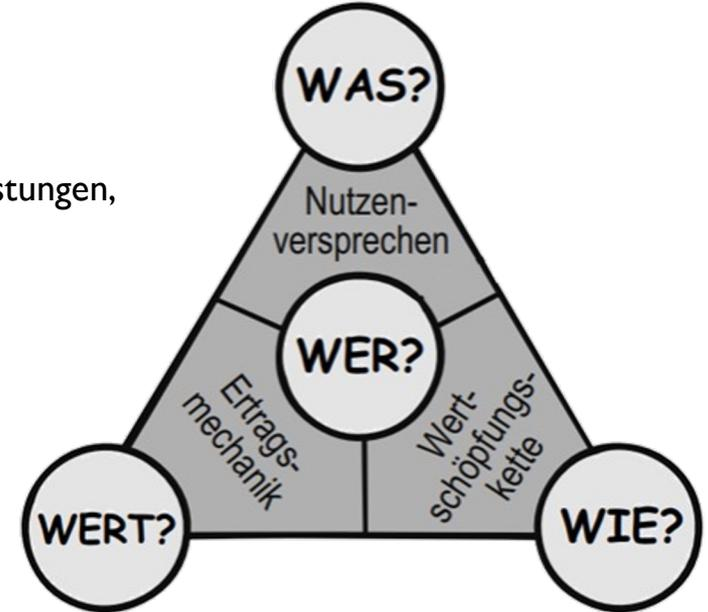 WAS?
stungen,
Nutzen-
versprechen
WER?
Ertrags-
mechanik
Wert-
schöpfungs-
kette
WERT?
WIE?